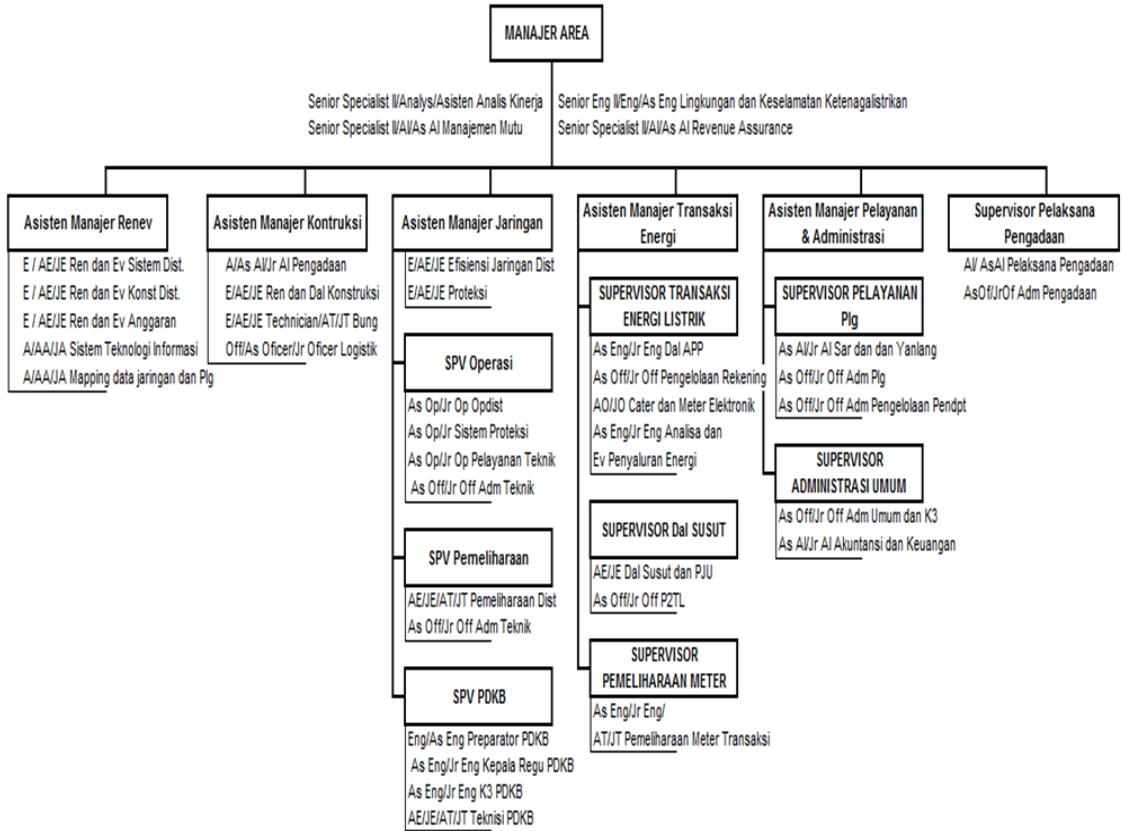 MANAJER AREA
Senior Specialist II/Analys/Asisten Analis Kinerja
Senior Specialist II/Al/As Al Manajemen Mutu
Senior Eng II/Eng/As Eng Lingkungan dan Keselamatan Ketenagalistrikan
Senior Specialist II/Al/As Al Revenue Assurance
Asisten Manajer Renev
E / AE/JE Ren dan Ev Sistem Dist.
E / AE/JE Ren dan Ev Konst Dist.
E / AE/JE Ren dan Ev Anggaran
A/AA/JA Sistem Teknologi Informasi
A/AA/JA Mapping data jaringan dan Plg
Asisten Manajer Kontruksi
A/As Al/Jr Al Pengadaan
E/AE/JE Ren dan Dal Konstruksi
E/AE/JE Technician/AT/JT Bung
Off/As Oficer/Jr Oficer Logistik
Asisten Manajer Jaringan
E/AE/JE Efisiensi Jaringan Dist
E/AE/JE Proteksi
SPV Operasi
As Op/Jr Op Opdist
As Op/Jr Sistem Proteksi
As Op/Jr Op Pelayanan Teknik
As Off/Jr Off Adm Teknik
SPV Pemeliharaan
AE/JE/AT/JT Pemeliharaan Dist
As Off/Jr Off Adm Teknik
SPV PDKB
Eng/As Eng Preparator PDKB
As Eng/Jr Eng Kepala Regu PDKB
As Eng/Jr Eng K3 PDKB
AE/JE/AT/JT Teknisi PDKB
Asisten Manajer Transaksi
Energi
SUPERVISOR TRANSAKSI
ENERGI LISTRIK
As Eng/Jr Eng Dal APP
As Off/Jr Off Pengelolaan Rekening
AO/JO Cater dan Meter Elektronik
As Eng/Jr Eng Analisa dan
Ev Penyaluran Energi
SUPERVISOR Dal SUSUT
AE/JE Dal Susut dan PJU
As Off/Jr Off P2TL
SUPERVISOR
PEMELIHARAAN METER
As Eng/Jr Eng/
AT/JT Pemeliharaan Meter Transaksi
Asisten Manajer Pelayanan
& Administrasi
SUPERVISOR PELAYANAN
Plg
As Al/Jr Al Sar dan dan Yanlang
As Off/Jr Off Adm Plg
As Off/Jr Off Adm Pengelolaan Pendpt
SUPERVISOR
ADMINISTRASI UMUM
As Off/Jr Off Adm Umum dan K3
As Al/Jr Al Akuntansi dan Keuangan
Supervisor Pelaksana
Pengadaan
Al/ AsAl Pelaksana Pengadaan
AsOf/JrOf Adm Pengadaan